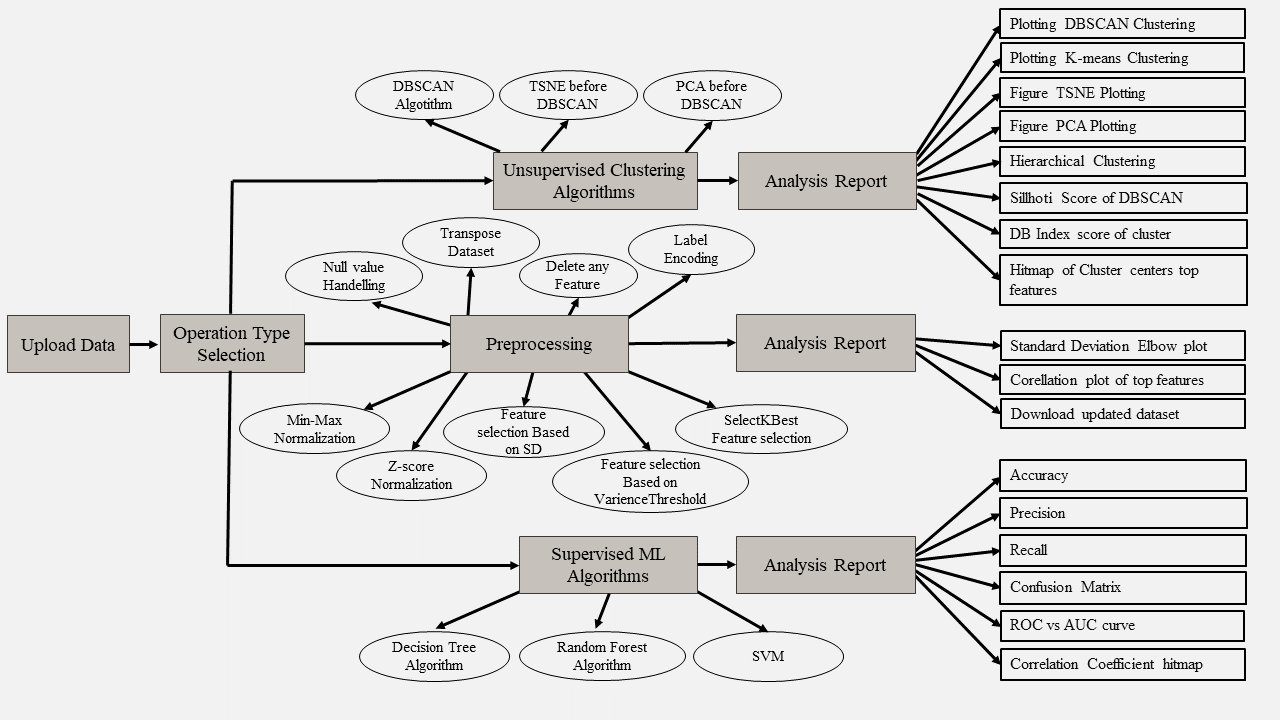 Upload Data
Operation Type
Selection
DBSCAN
Algotithm
TSNE before
DBSCAN
PCA before
DBSCAN
Unsupervised Clustering
Algorithms
Analysis Report
Plotting DBSCAN Clustering
Plotting K-means Clustering
Figure TSNE Plotting
Figure PCA Plotting
Hierarchical Clustering
Sillhoti Score of DBSCAN
DB Index score of cluster
Hitmap of Cluster centers top
features
Null value
Handelling
Transpose
Dataset
Delete any
Feature
Label
Encoding
Preprocessing
Min-Max
Normalization
Z-score
Normalization
Feature
selection Based
on SD
Feature selection
Based on
VarienceThreshold
SelectKBest
Feature selection
Analysis Report
Standard Deviation Elbow plot
Corellation plot of top features
Download updated dataset
Supervised ML
Algorithms
Decision Tree
Algorithm
Random Forest
Algorithm
SVM
Analysis Report
Accuracy
Precision
Recall
Confusion Matrix
ROC vs AUC curve
Correlation Coefficient hitmap